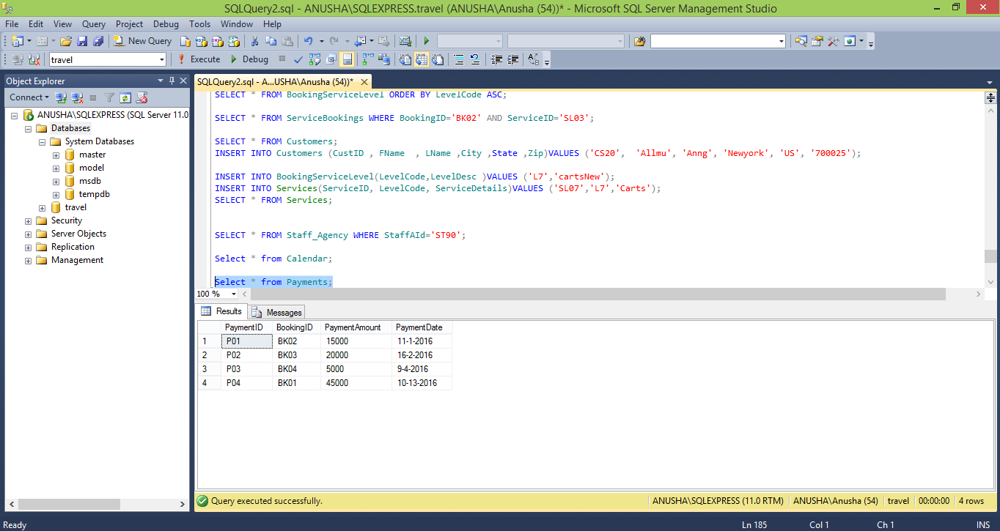 SQLQuery2.sql - ANUSHA\SQLEXPRESS.travel (ANUSHA\Anusha (54))* - Microsoft SQL Server Management Studio
File Edit View Query Project Debug Tools Window Help
New Query
travel Execute Debug
Object Explorer
Connect
ANUSHA\SQLEXPRESS (SQL Server 11.0
Databases
System Databases
master
model
msdb
tempdb
travel
Security
Server Objects
Replication
Management
SQLQuery2.sql - A...USHA\Anusha (54))*
SELECT * FROM BookingServiceLevel ORDER BY LevelCode ASC;
SELECT * FROM ServiceBookings WHERE BookingID='BK02' AND ServiceID='SL03';
SELECT * FROM Customers;
INSERT INTO Customers (CustID , FName  , LName ,City ,State ,Zip)VALUES ('CS20',  'Allmu', 'Anng', 'Newyork', 'US', '700025');
INSERT INTO BookingServiceLevel(LevelCode,LevelDesc )VALUES ('L7','cartsNew');
INSERT INTO Services(ServiceID, LevelCode, ServiceDetails)VALUES ('SL07','L7','Carts');
SELECT * FROM Services;
SELECT * FROM Staff_Agency WHERE StaffAId='ST90';
Select * from Calendar;
Select * from Payments;
100 %
Results Messages
PaymentID BookingID PaymentAmount PaymentDate
1 P01 BK02 15000 11-1-2016
2 P02 BK03 20000 16-2-2016
3 P03 BK04 5000 9-4-2016
4 P04 BK01 45000 10-13-2016
Query executed successfully. ANUSHA\SQLEXPRESS (11.0 RTM) ANUSHA\Anusha (54) travel 00:00:00 4 rows
Ready Ln 185 Col 1 Ch 1 INS